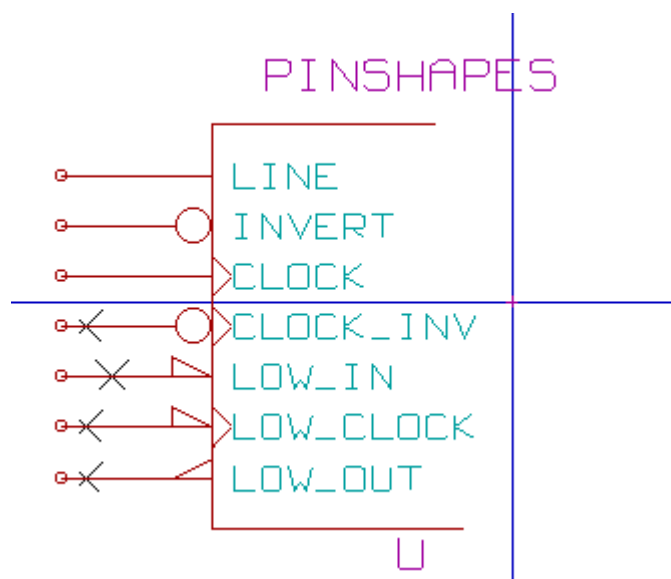 PINSHAPES
LINE
INVERT
CLOCK
CLOCK_INV
LOW_IN
LOW_CLOCK
LOW_OUT
U